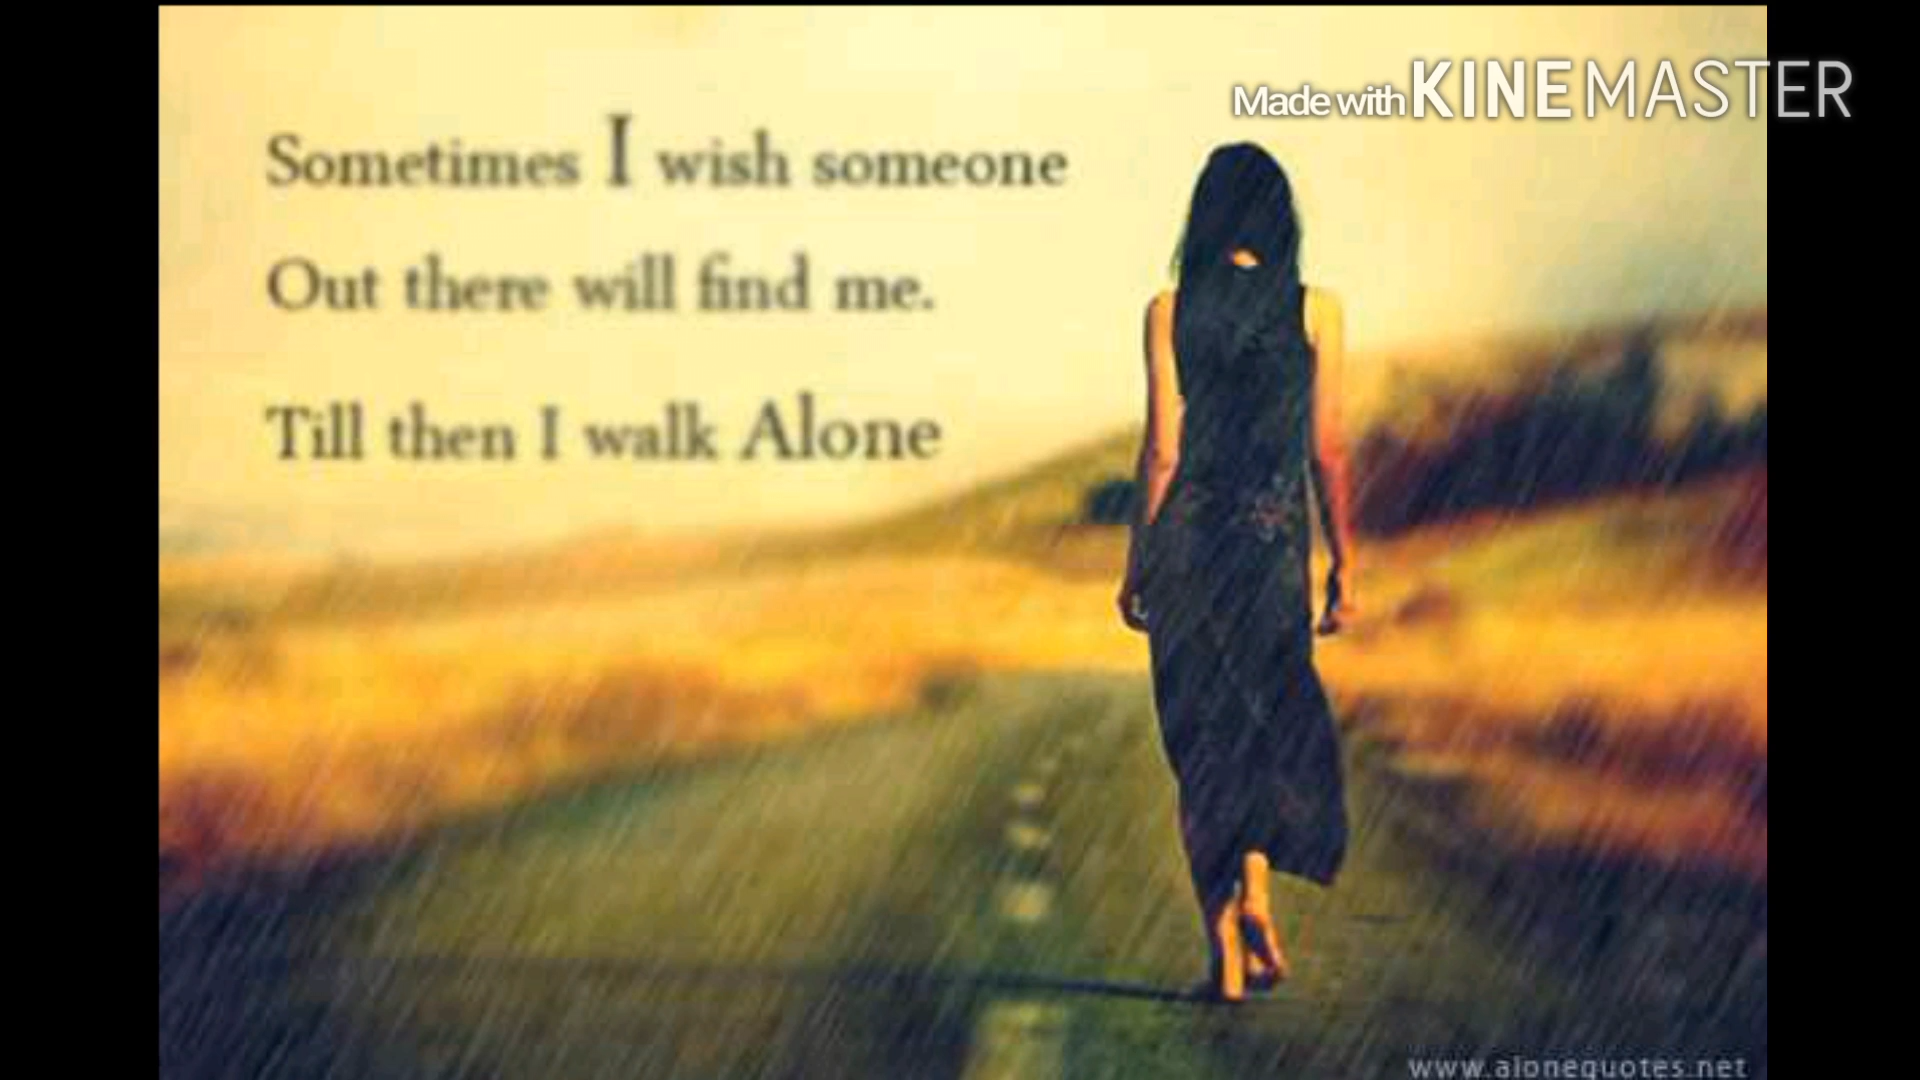 Made with KINEMASTER
Sometimes I wish someone
Out there will find me.
Till then I walk Alone
www.alonequotes.net